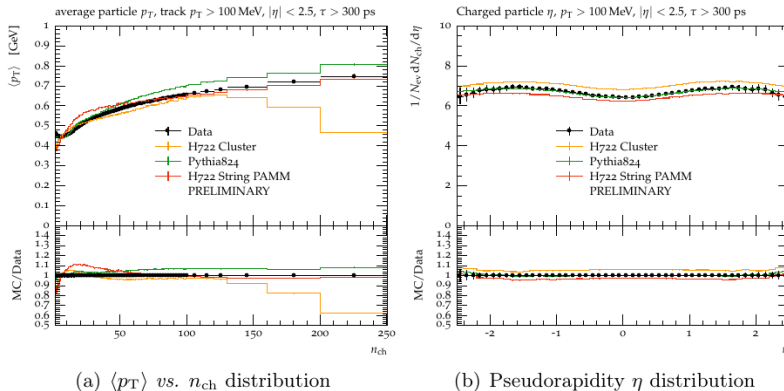 average particle pT, track pT > 100 MeV, |η| < 2.5, τ > 300 ps
⟨pT⟩ [GeV]
1
0.9
0.8
0.7
0.6
0.5
0.4
0.3
0.2
0.1
0
Data
H722 Cluster
Pythia824
H722 String PAMM
PRELIMINARY
MC/Data
1.4
1.3
1.2
1.1
1
0.9
0.8
0.7
0.6
0.5
50 100 150 200 250
nch
(a) ⟨pT⟩ vs. nch distribution
Charged particle η, pT > 100 MeV, |η| < 2.5, τ > 300 ps
1/Nev dNch/dη
10
8
6
4
2
0
Data
H722 Cluster
Pythia824
H722 String PAMM
PRELIMINARY
MC/Data
1.4
1.3
1.2
1.1
1
0.9
0.8
0.7
0.6
0.5
-2 -1 0 1 2
(b) Pseudorapidity η distribution